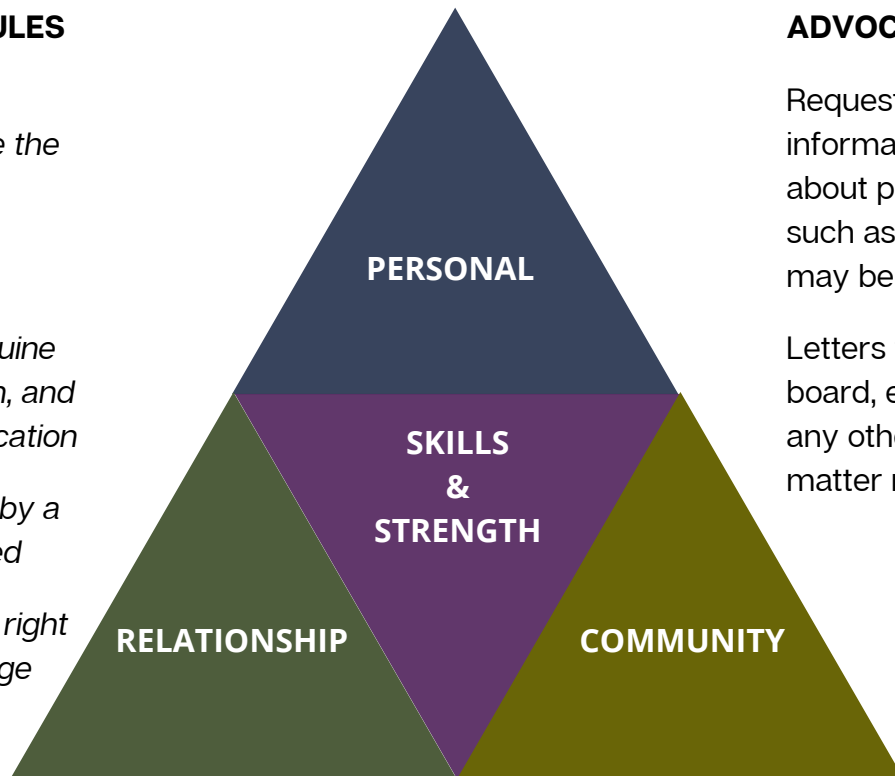 ULES
e the
uine
n, and
cation
by a
ed
right
ge
PERSONAL
SKILLS
&
STRENGTH
RELATIONSHIP
COMMUNITY
ADVOC
Request
informa
about p
such as
may be
Letters
board, e
any oth
matter